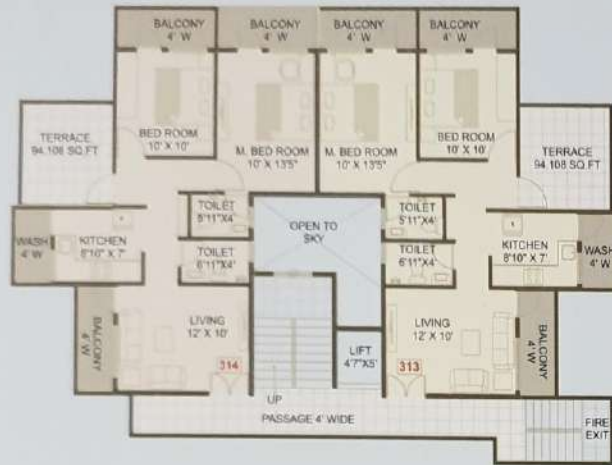 BALCONY
4' W
BALCONY
4' W
BALCONY
4' W
BALCONY
4' W
BED ROOM
10' X 10'
M. BED ROOM
10' X 13'5"
M. BED ROOM
10' X 13'5"
BED ROOM
10' X 10'
TERRACE
94.108 SQ.FT
TERRACE
94.108 SQ.FT
TOILET
5'11"X4'
OPEN TO
SKY
TOILET
5'11"X4'
WASH
4' W
KITCHEN
8'10" X 7'
TOILET
6'11"X4'
TOILET
6'11"X4'
KITCHEN
8'10" X 7'
WASH
4' W
BALCONY
4' W
LIVING
12' X 10'
LIVING
12' X 10'
BALCONY
4' W
314
LIFT
4'7"X5'
313
UP
PASSAGE 4' WIDE
FIRE
EXIT